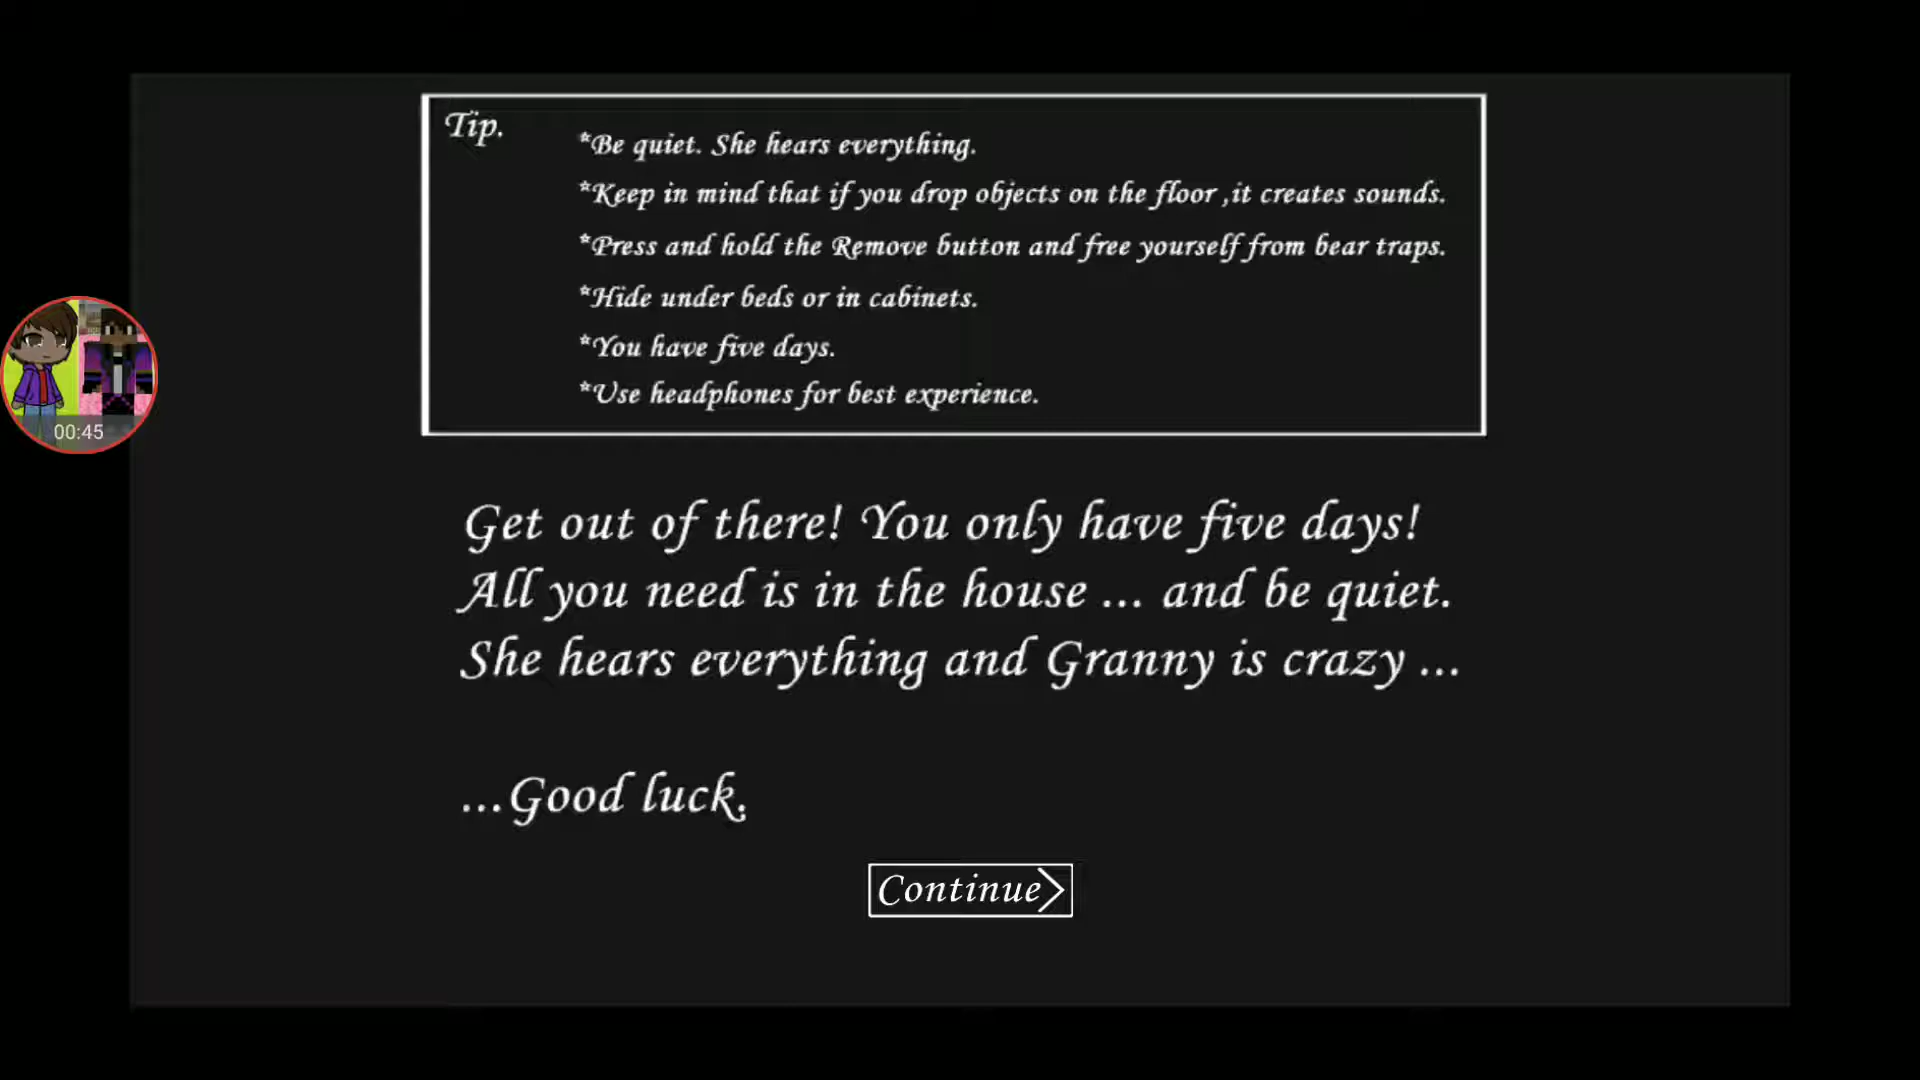 Tip.
*Be quiet. She hears everything.
*Keep in mind that if you drop objects on the floor ,it creates sounds.
*Press and hold the Remove button and free yourself from bear traps.
*Hide under beds or in cabinets.
*You have five days.
*Use headphones for best experience.
00:45
Get out of there! You only have five days!
All you need is in the house ... and be quiet.
She hears everything and Granny is crazy ...
...Good luck.
Continue